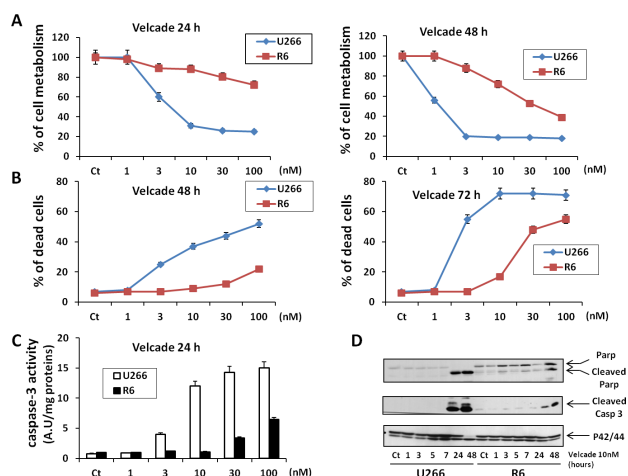 A
Velcade 24 h
% of cell metabolism
120
100
80
60
40
20
0
U266
R6
Ct 1 3 10 30 100 (nM)
Velcade 48 h
% of cell metabolism
120
100
80
60
40
20
0
U266
R6
Ct 1 3 10 30 100 (nM)
B
Velcade 48 h
% of dead cells
80
60
40
20
0
U266
R6
Ct 1 3 10 30 100 (nM)
Velcade 72 h
% of dead cells
80
60
40
20
0
U266
R6
Ct 1 3 10 30 100 (nM)
C
Velcade 24 h
caspase-3 activity
(A.U/mg proteins)
20
15
10
5
0
U266
R6
Ct 1 3 10 30 100 (nM)
D
Parp
Cleaved
Parp
Cleaved
Casp 3
P42/44
Ct 1 3 5 7 24 48 Ct 1 3 5 7 24 48 Velcade 10nM
(hours)
U266 R6